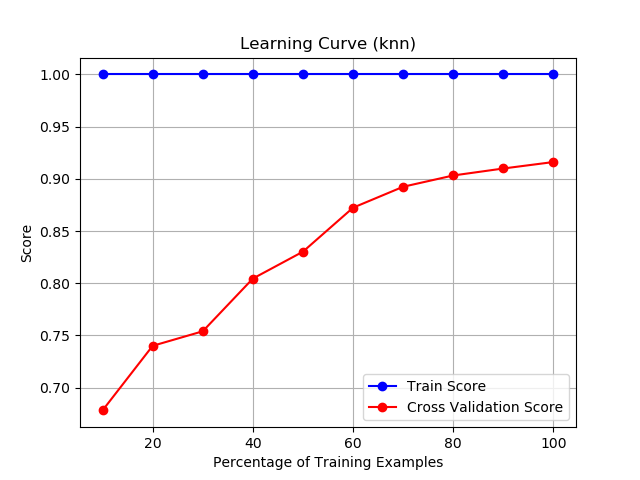 Learning Curve (knn)
1.00
0.95
0.90
0.85
0.80
0.75
0.70
Score
Train Score
Cross Validation Score
20 40 60 80 100
Percentage of Training Examples